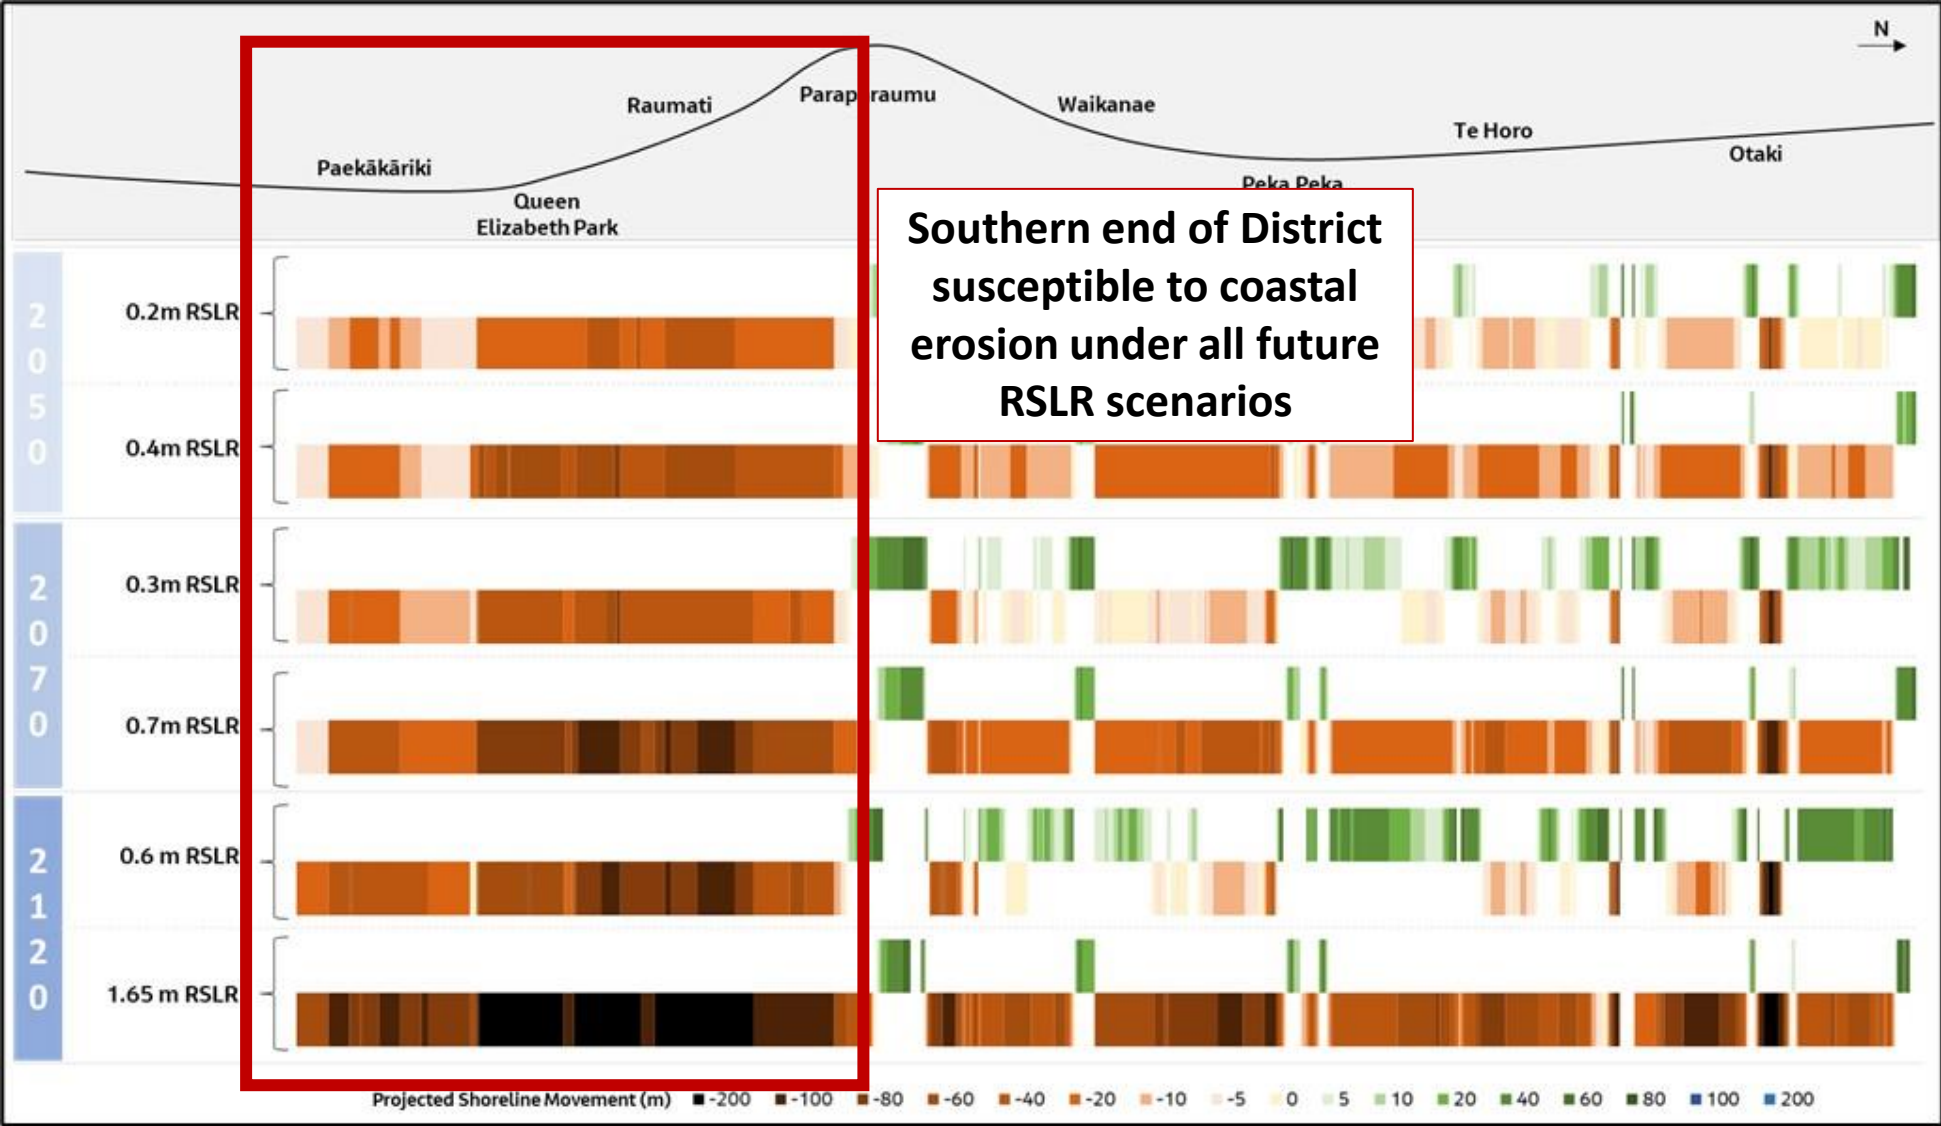 N
Raumati
Paraparaumu
Waikanae
Te Horo
Otaki
Paekākāriki
Peka Peka
Queen
Elizabeth Park
Southern end of District
susceptible to coastal
erosion under all future
RSLR scenarios
2050
0.2m RSLR
0.4m RSLR
2070
0.3m RSLR
0.7m RSLR
2120
0.6 m RSLR
1.65 m RSLR
Projected Shoreline Movement (m) -200 -100 -80 -60 -40 -20 -10 -5 0 5 10 20 40 60 80 100 200